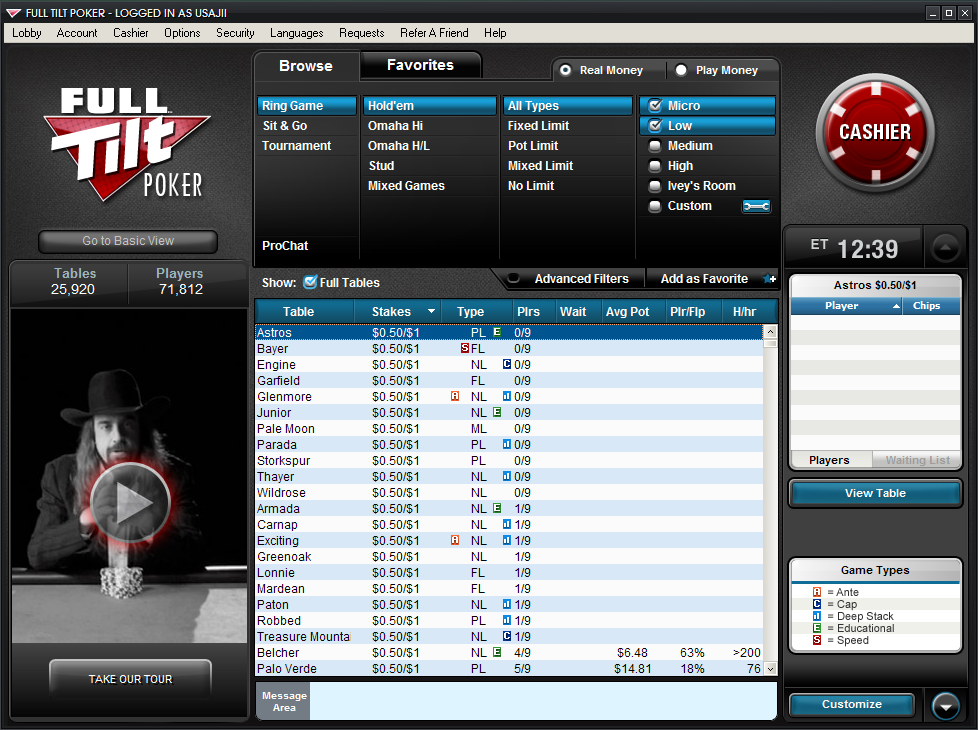 FULL TILT POKER - LOGGED IN AS USAJII
Lobby Account Cashier Options Security Languages Requests Refer A Friend Help
FULL
Tilt
POKER
Go to Basic View
Tables Players
25,920 71,812
TAKE OUR TOUR
Browse Favorites
Real Money Play Money
Ring Game Hold'em All Types Micro
Sit & Go Omaha Hi Fixed Limit Low
Tournament Omaha H/L Pot Limit Medium
Stud Mixed Limit High
Mixed Games No Limit Ivey's Room
Custom
ProChat
Show: Full Tables Advanced Filters Add as Favorite
Table Stakes Type Plrs Wait Avg Pot Plr/Flp H/hr
Astros $0.50/$1 PL E 0/9
Bayer $0.50/$1 S FL 0/9
Engine $0.50/$1 NL C 0/9
Garfield $0.50/$1 FL 0/9
Glenmore $0.50/$1 NL 0/9
Junior $0.50/$1 NL E 0/9
Pale Moon $0.50/$1 ML 0/9
Parada $0.50/$1 PL 0/9
Storkspur $0.50/$1 PL 0/9
Thayer $0.50/$1 NL 0/9
Wildrose $0.50/$1 NL 0/9
Armada $0.50/$1 NL E 1/9
Carnap $0.50/$1 NL 1/9
Exciting $0.50/$1 NL 1/9
Greenoak $0.50/$1 NL 1/9
Lonnie $0.50/$1 FL 1/9
Mardean $0.50/$1 FL 1/9
Paton $0.50/$1 NL 1/9
Robbed $0.50/$1 PL 1/9
Treasure Mountai $0.50/$1 NL C 1/9
Belcher $0.50/$1 NL E 4/9 $6.48 63% >200
Palo Verde $0.50/$1 PL 5/9 $14.81 18% 76
Message
Area
CASHIER
ET 12:39
Astros $0.50/$1
Player Chips
Players Waiting List
View Table
Game Types
= Ante
C = Cap
= Deep Stack
E = Educational
S = Speed
Customize